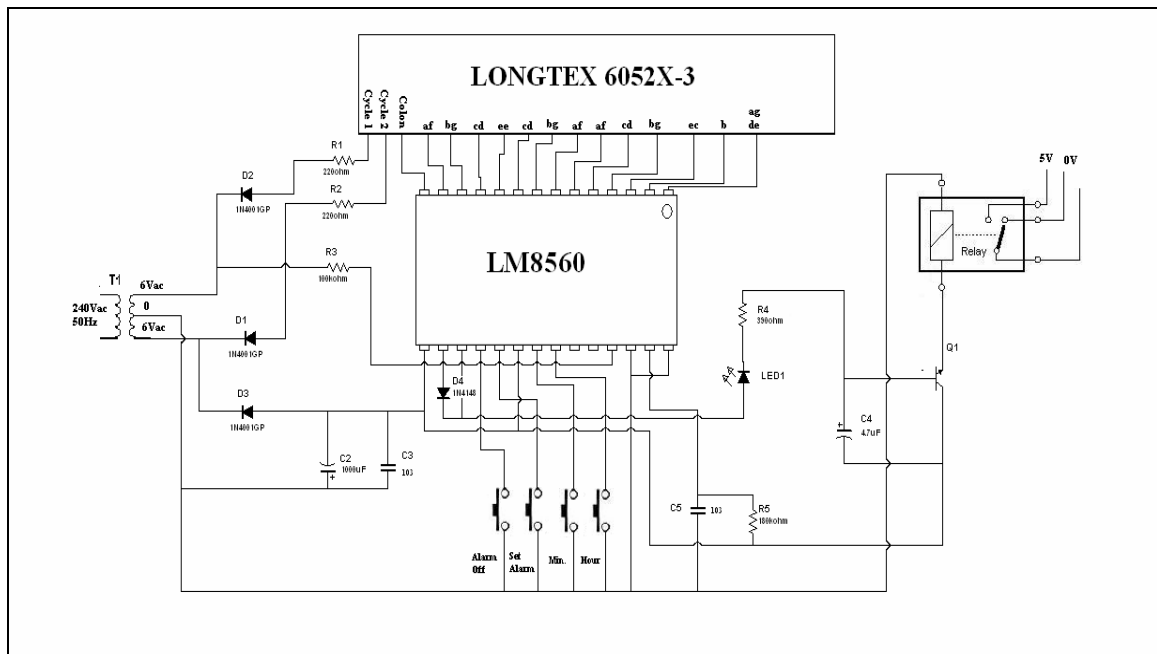 LONGTEX 6052X-3
Cycle 1
Cycle 2
Colon
af
bg
cd
ee
cd
bg
af
af
cd
bg
ec
b
ag
de
R1
220ohm
D2
1N4001GP
R2
220ohm
5V
0V
R3
100kohm
LM8560
Relay
T1
6Vac
0
240Vac
50Hz
6Vac
D1
1N4001GP
R4
390ohm
Q1
D4
1N4148
LED1
D3
1N4001GP
C4
4.7uF
C2
1000uF
C3
103
C5
103
R5
180kohm
Alarm
Off
Set
Alarm
Min.
Hour